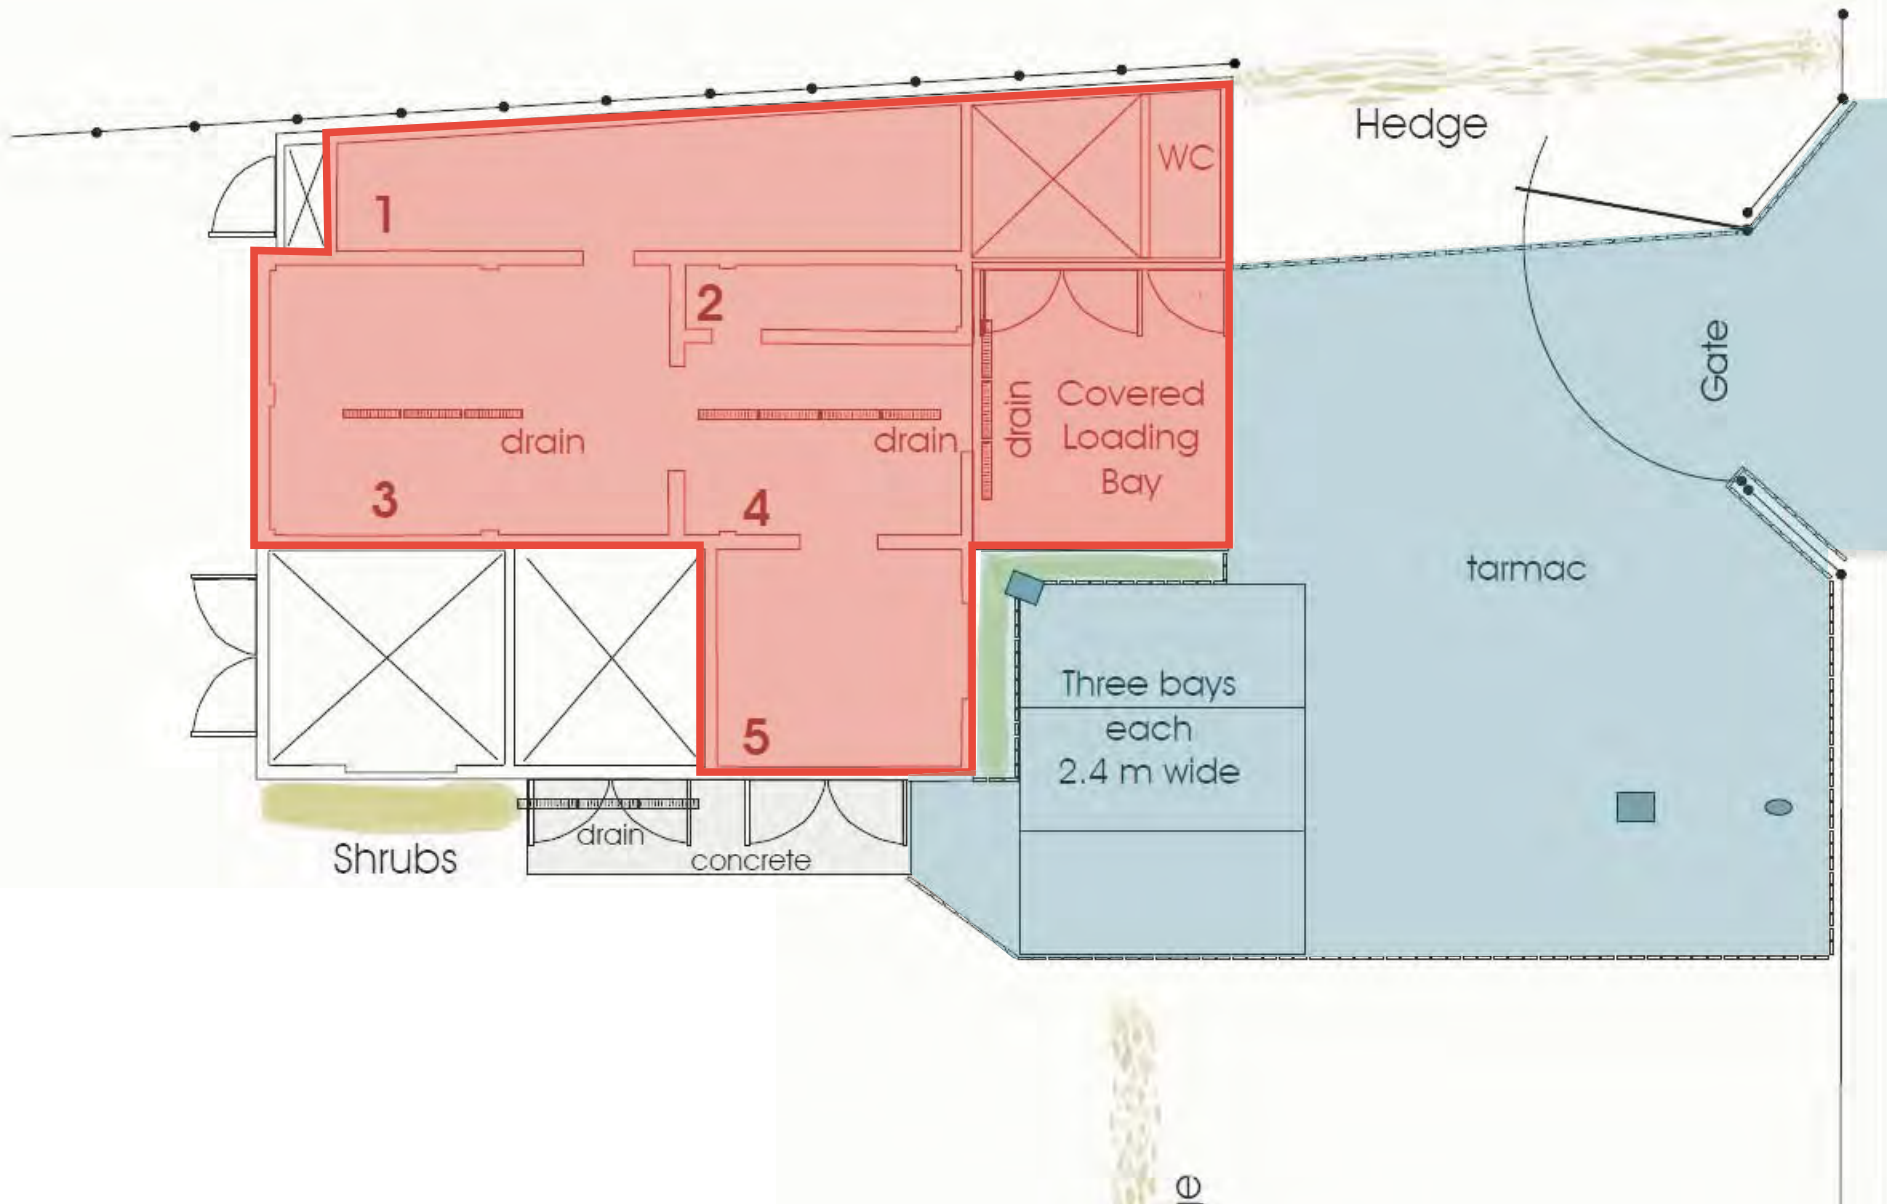 Hedge
WC
1
2
Gate
drain
Covered
Loading
Bay
drain
drain
3
4
tarmac
Three bays
each
2.4 m wide
5
drain
concrete
Shrubs